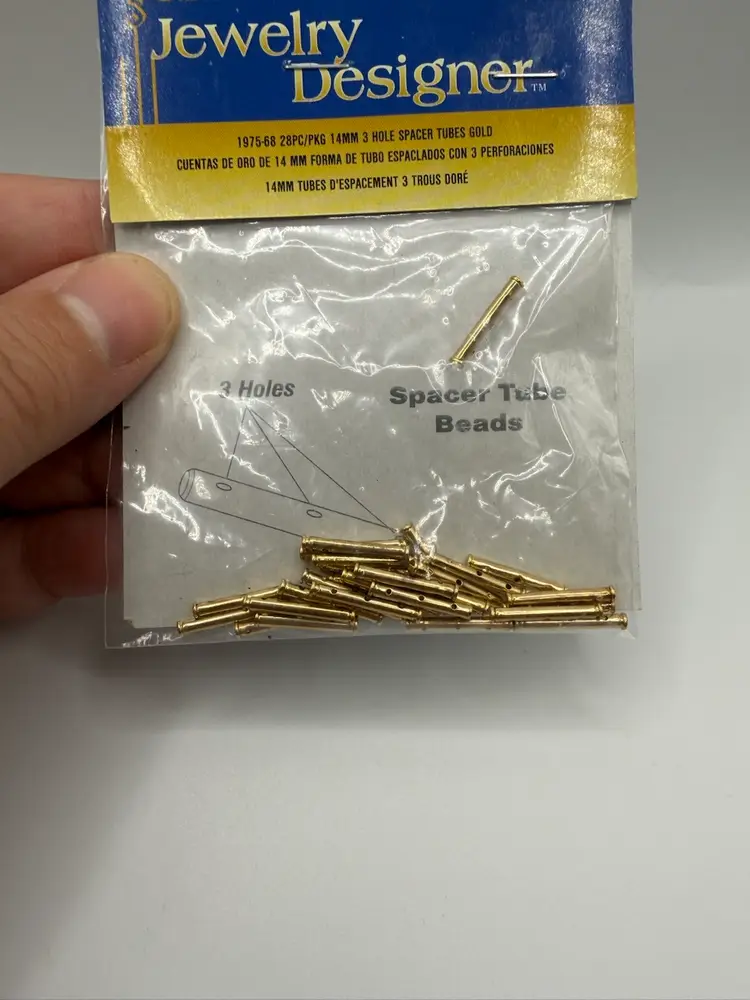 Jewelry
Designer™
1975-68 28PC/PKG 14MM 3 HOLE SPACER TUBES GOLD
CUENTAS DE ORO DE 14 MM FORMA DE TUBO ESPACLADOS CON 3 PERFORACIONES
14MM TUBES D'ESPACEMENT 3 TROUS DORÉ
3 Holes
Spacer Tube
Beads